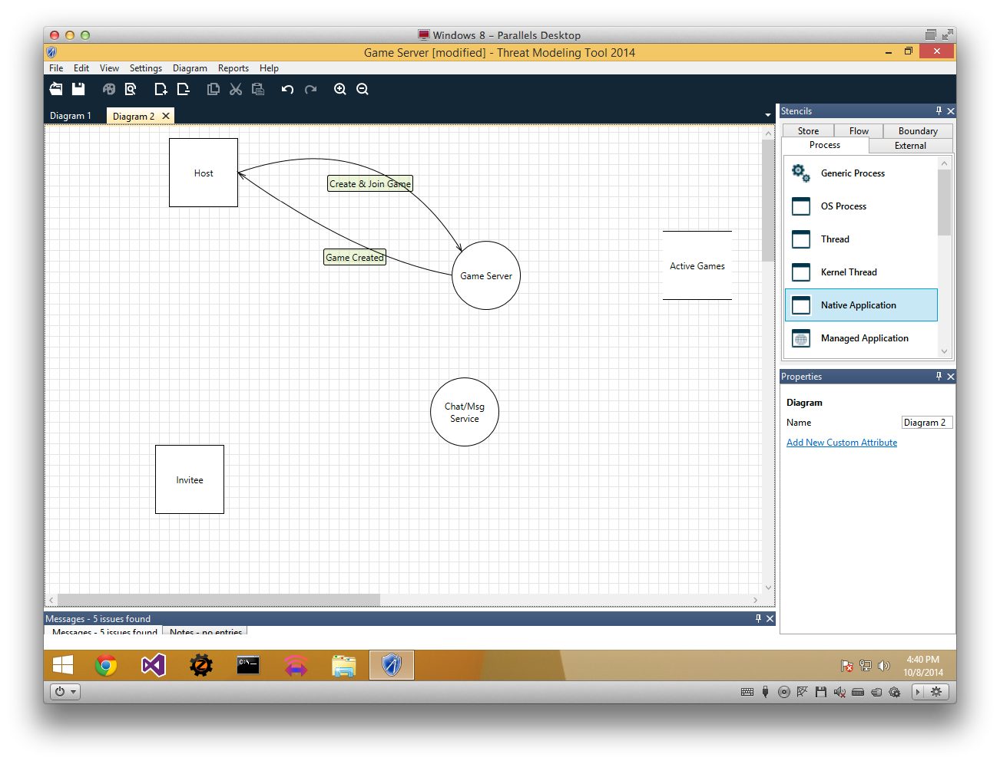 Windows 8 - Parallels Desktop
Game Server [modified] - Threat Modeling Tool 2014
File Edit View Settings Diagram Reports Help
Diagram 1 Diagram 2
Host
Create & Join Game
Game Created
Game Server
Active Games
Chat/Msg
Service
Invitee
Stencils
Store Flow Boundary
Process External
Generic Process
OS Process
Thread
Kernel Thread
Native Application
Managed Application
Properties
Diagram
Name Diagram 2
Add New Custom Attribute
Messages - 5 issues found
Messages - 5 issues found Notes - no entries
C:\_
4:40 PM
10/8/2014